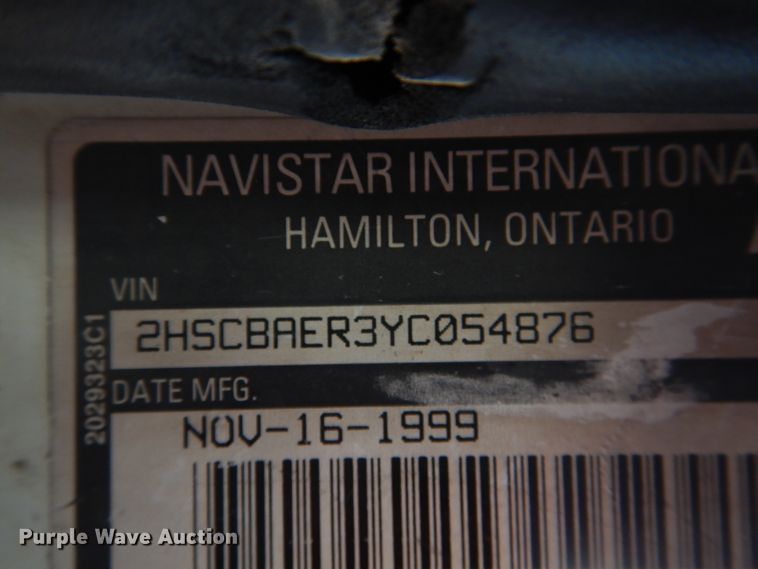 NAVISTAR INTERNATIONA
HAMILTON, ONTARIO
VIN
2HSCBAER3YC054876
DATE MFG.
NOV-16-1999
2029323C1
Purple Wave Auction